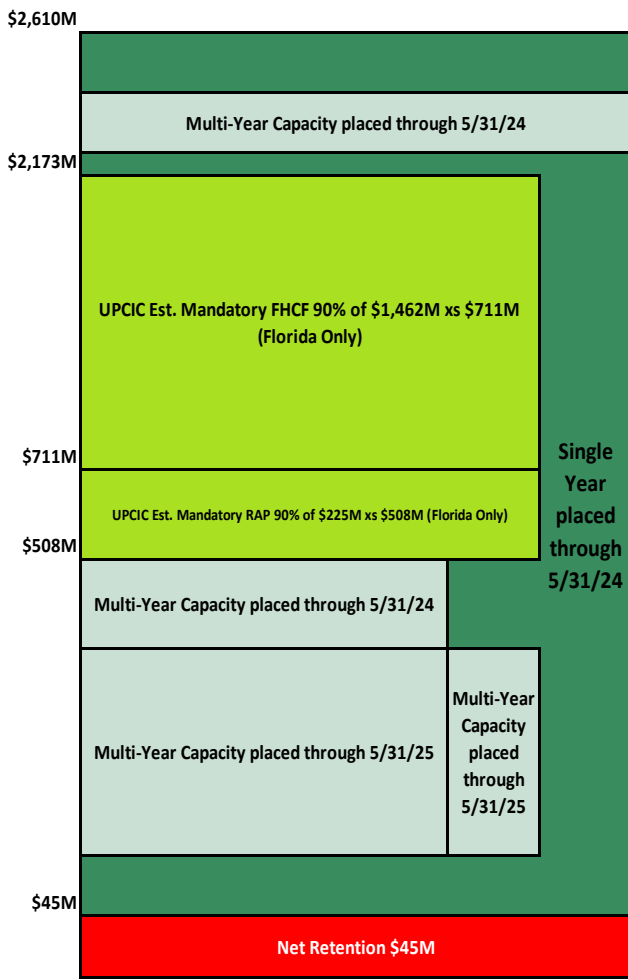 $2,610M
Multi-Year Capacity placed through 5/31/24
$2,173M
UPCIC Est. Mandatory FHCF 90% of $1,462M xs $711M
(Florida Only)
$711M
UPCIC Est. Mandatory RAP 90% of $225M xs $508M (Florida Only)
$508M
Single
Year
placed
through
5/31/24
Multi-Year Capacity placed through 5/31/24
Multi-Year Capacity placed through 5/31/25
Multi-Year
Capacity
placed
through
5/31/25
$45M
Net Retention $45M